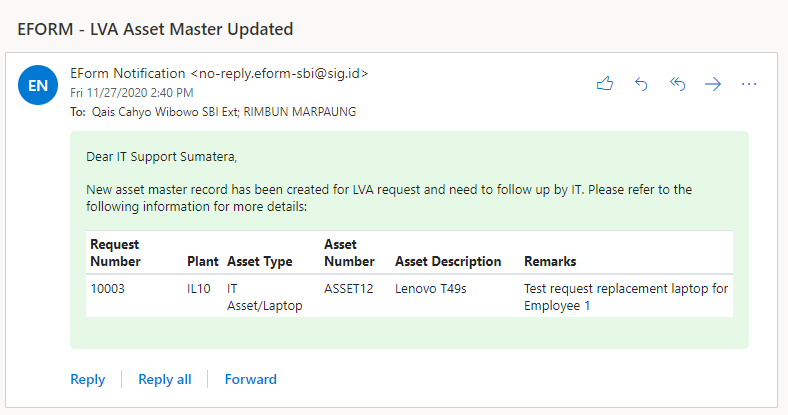 EFORM - LVA Asset Master Updated
EN
EForm Notification <no-reply.eform-sbi@sig.id>
Fri 11/27/2020 2:40 PM
To: Qais Cahyo Wibowo SBI Ext; RIMBUN MARPAUNG
Dear IT Support Sumatera,
New asset master record has been created for LVA request and need to follow up by IT. Please refer to the
following information for more details:
Request Number Plant Asset Type Asset Number Asset Description Remarks
10003 IL10 IT Asset/Laptop ASSET12 Lenovo T49s Test request replacement laptop for Employee 1
Reply Reply all Forward